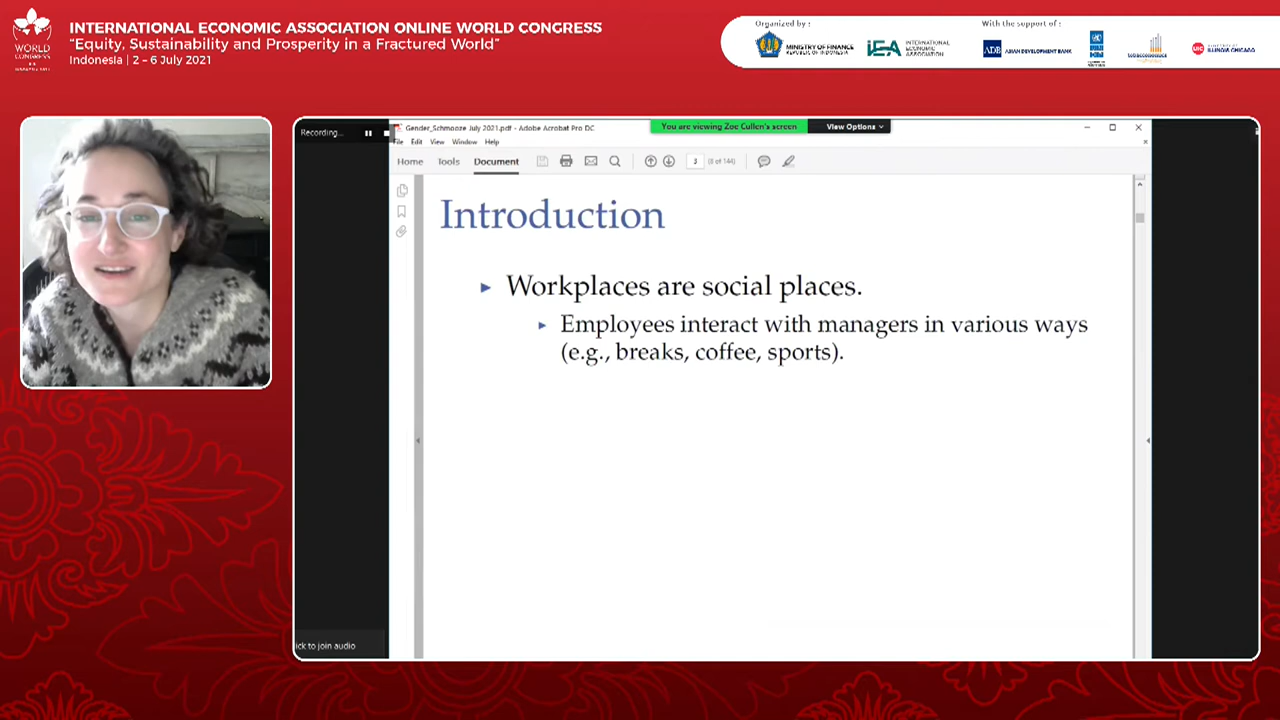 INTERNATIONAL ECONOMIC ASSOCIATION ONLINE WORLD CONGRESS
"Equity, Sustainability and Prosperity in a Fractured World"
Indonesia | 2 - 6 July 2021
WORLD
CONGRESS
Organized by :
With the support of :
MINISTRY OF FINANCE
REPUBLIC OF INDONESIA
iEA
INTERNATIONAL
ECONOMIC
ASSOCIATION
ADB
ASIAN DEVELOPMENT BANK
UIC
ILLINOIS CHICAGO
Recording...
Gender_Schmooze July 2021.pdf - Adobe Acrobat Pro DC
You are viewing Zoe Cullen's screen
View Options
File Edit View Window Help
Home Tools Document
3 (8 of 144)
Introduction
Workplaces are social places.
Employees interact with managers in various ways
(e.g., breaks, coffee, sports).
ick to join audio